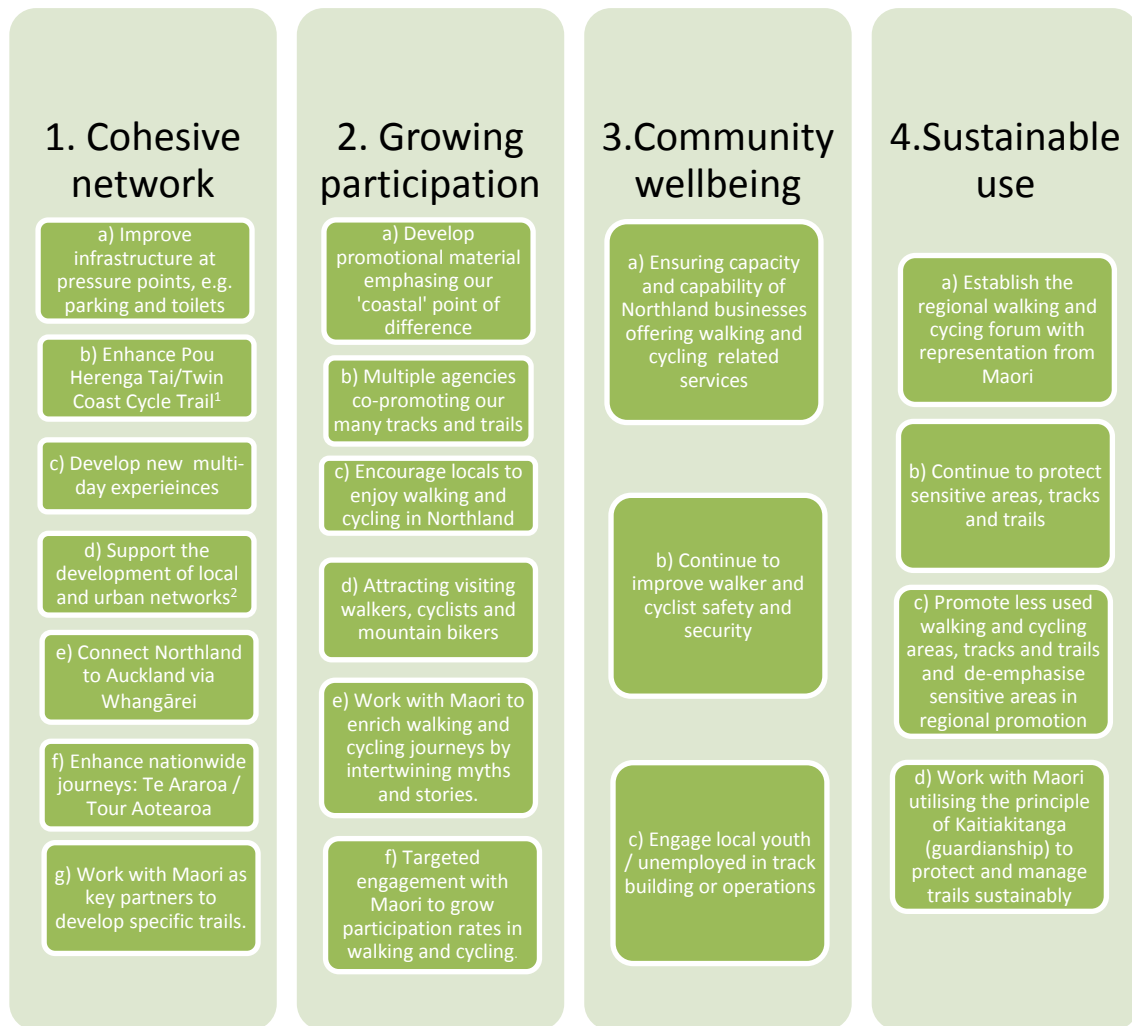 1. Cohesive
network
a) Improve
infrastructure at
pressure points, e.g.
parking and toilets
b) Enhance Pou
Herenga Tai/Twin
Coast Cycle Trail1
c) Develop new multi-
day experieinces
d) Support the
development of local
and urban networks2
e) Connect Northland
to Auckland via
Whangārei
f) Enhance nationwide
journeys: Te Araroa /
Tour Aotearoa
g) Work with Maori as
key partners to
develop specific trails.
2. Growing
participation
a) Develop
promotional material
emphasing our
'coastal' point of
difference
b) Multiple agencies
co-promoting our
many tracks and trails
c) Encourage locals to
enjoy walking and
cycling in Northland
d) Attracting visiting
walkers, cyclists and
mountain bikers
e) Work with Maori to
enrich walking and
cycling journeys by
intertwining myths
and stories.
f) Targeted
engagement with
Maori to grow
participation rates in
walking and cycling.
3.Community
wellbeing
a) Ensuring capacity
and capability of
Northland businesses
offering walking and
cycling related
services
b) Continue to
improve walker and
cyclist safety and
security
c) Engage local youth
/ unemployed in track
building or operations
4.Sustainable
use
a) Establish the
regional walking and
cycing forum with
representation from
Maori
b) Continue to protect
sensitive areas, tracks
and trails
c) Promote less used
walking and cycling
areas, tracks and trails
and de-emphasise
sensitive areas in
regional promotion
d) Work with Maori
utilising the principle
of Kaitiakitanga
(guardianship) to
protect and manage
trails sustainably